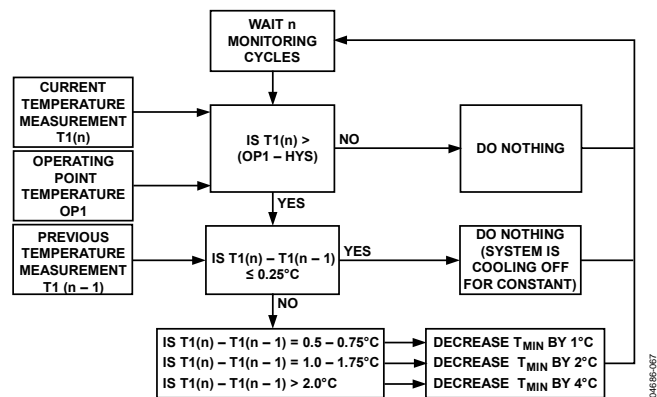 WAIT n
MONITORING
CYCLES
CURRENT
TEMPERATURE
MEASUREMENT
T1(n)
IS T1(n) >
(OP1 – HYS)
NO
DO NOTHING
OPERATING
POINT
TEMPERATURE
OP1
YES
PREVIOUS
TEMPERATURE
MEASUREMENT
T1 (n – 1)
IS T1(n) – T1(n – 1)
≤ 0.25°C
YES
DO NOTHING
(SYSTEM IS
COOLING OFF
FOR CONSTANT)
NO
IS T1(n) – T1(n – 1) = 0.5 – 0.75°C
IS T1(n) – T1(n – 1) = 1.0 – 1.75°C
IS T1(n) – T1(n – 1) > 2.0°C
DECREASE TMIN BY 1°C
DECREASE TMIN BY 2°C
DECREASE TMIN BY 4°C
04686-067